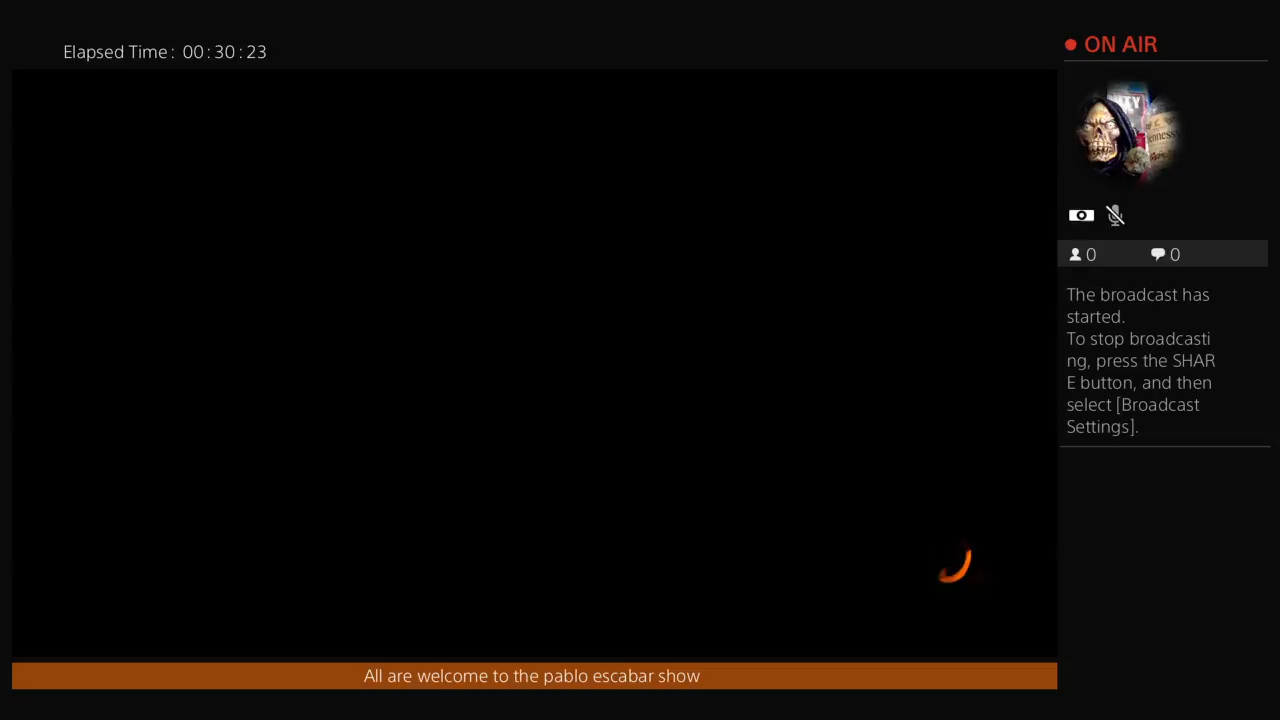 Elapsed Time: 00:30:23
ON AIR
0
0
The broadcast has
started.
To stop broadcasti
ng, press the SHAR
E button, and then
select [Broadcast
Settings].
All are welcome to the pablo escabar show